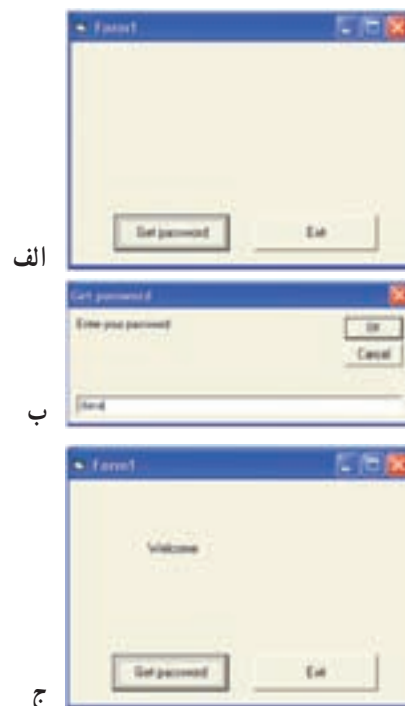 Form1
Get password Exit
الف
Get password
Enter your password
OK
Cancel
ب
Form1
Welcome
Get password Exit
ج